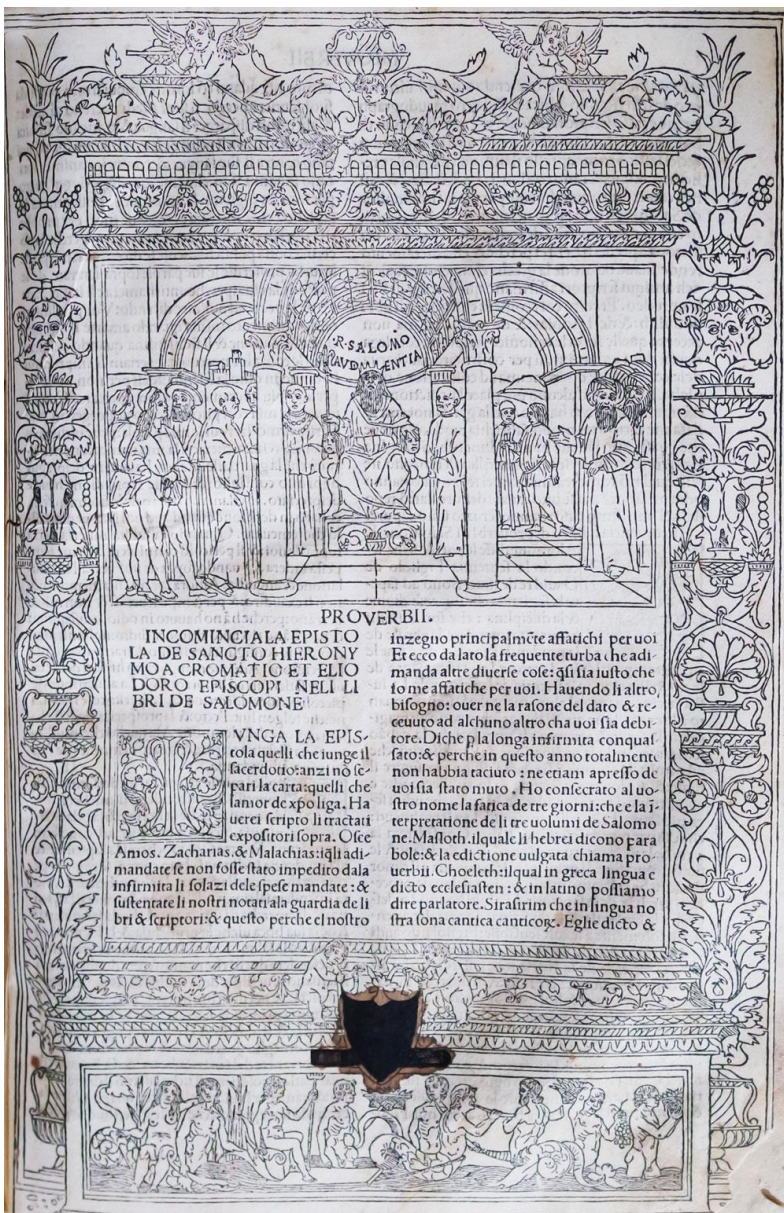 ·R·SALOMO
PROVERBII.
INCOMINCIA LA EPISTO
LA DE SANCTO HIERONY
MO A CROMATIO ET ELIO
DORO EPISCOPI NELI LI
BRI DE SALOMONE
IVNGA LA EPIS-
tola quelli che iunge il
sacerdotio:anzi nō se-
pari la carta:quelli che
lamor de xpo liga. Ha
uerei scripto li tractati
expositori sopra. Osee
Amos. Zacharias.& Malachias:iqli adi-
mandate se non fosse stato impedito dala
infirmita li solazi dele spese mandate:&
sustentate li nostri notati ala guardia de li
bri & scriptori:& questo perche el nostro
inzegno principalmēte affatichi per uoi
Et ecco da lato la frequente turba che adi-
manda altre diuerse cose: qsi sia iusto che
io me affatiche per uoi. Hauendo li altro,
bisogno: ouer ne la rasone del dato & re-
ceuuto ad alchuno altro cha uoi sia debi-
tore. Diche p la longa infirmita conquas-
sato:& perche in questo anno totalmente
non habbia taciuto: ne etiam apresso de
uoi sia stato muto. Ho consecrato al uo-
stro nome la fatica de tre giorni:che e la ī-
terpretatione de li tre uolumi de Salomo
ne. Masloth.ilquale li hebrei dicono para
bole:& la edictione uulgata chiama pro-
uerbii. Choeleth:ilqual in greca lingua e
dicto ecclesiasten: & in latino possiamo
dire parlatore. Sirasirim che in lingua no
stra sona cantica canticoꝝ. Eglie dicto &